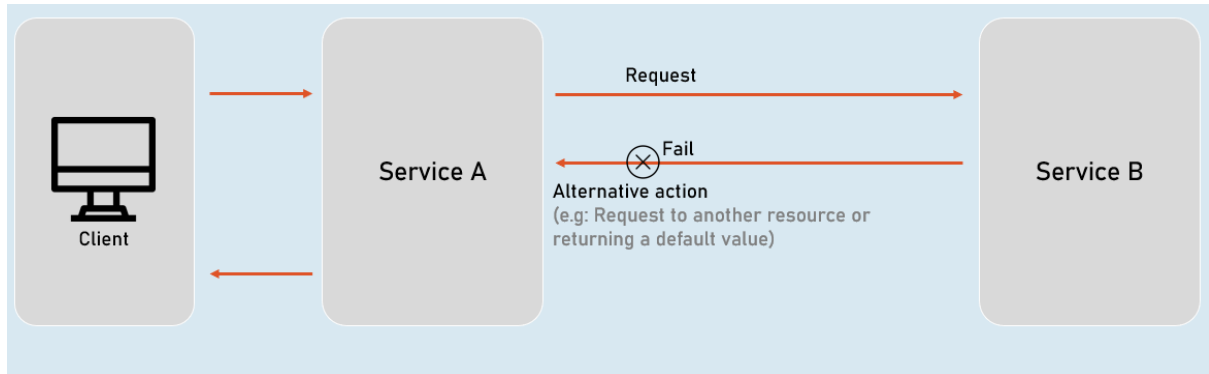 Request
Fail
Service A
Service B
Alternative action
(e.g: Request to another resource or
returning a default value)
Client